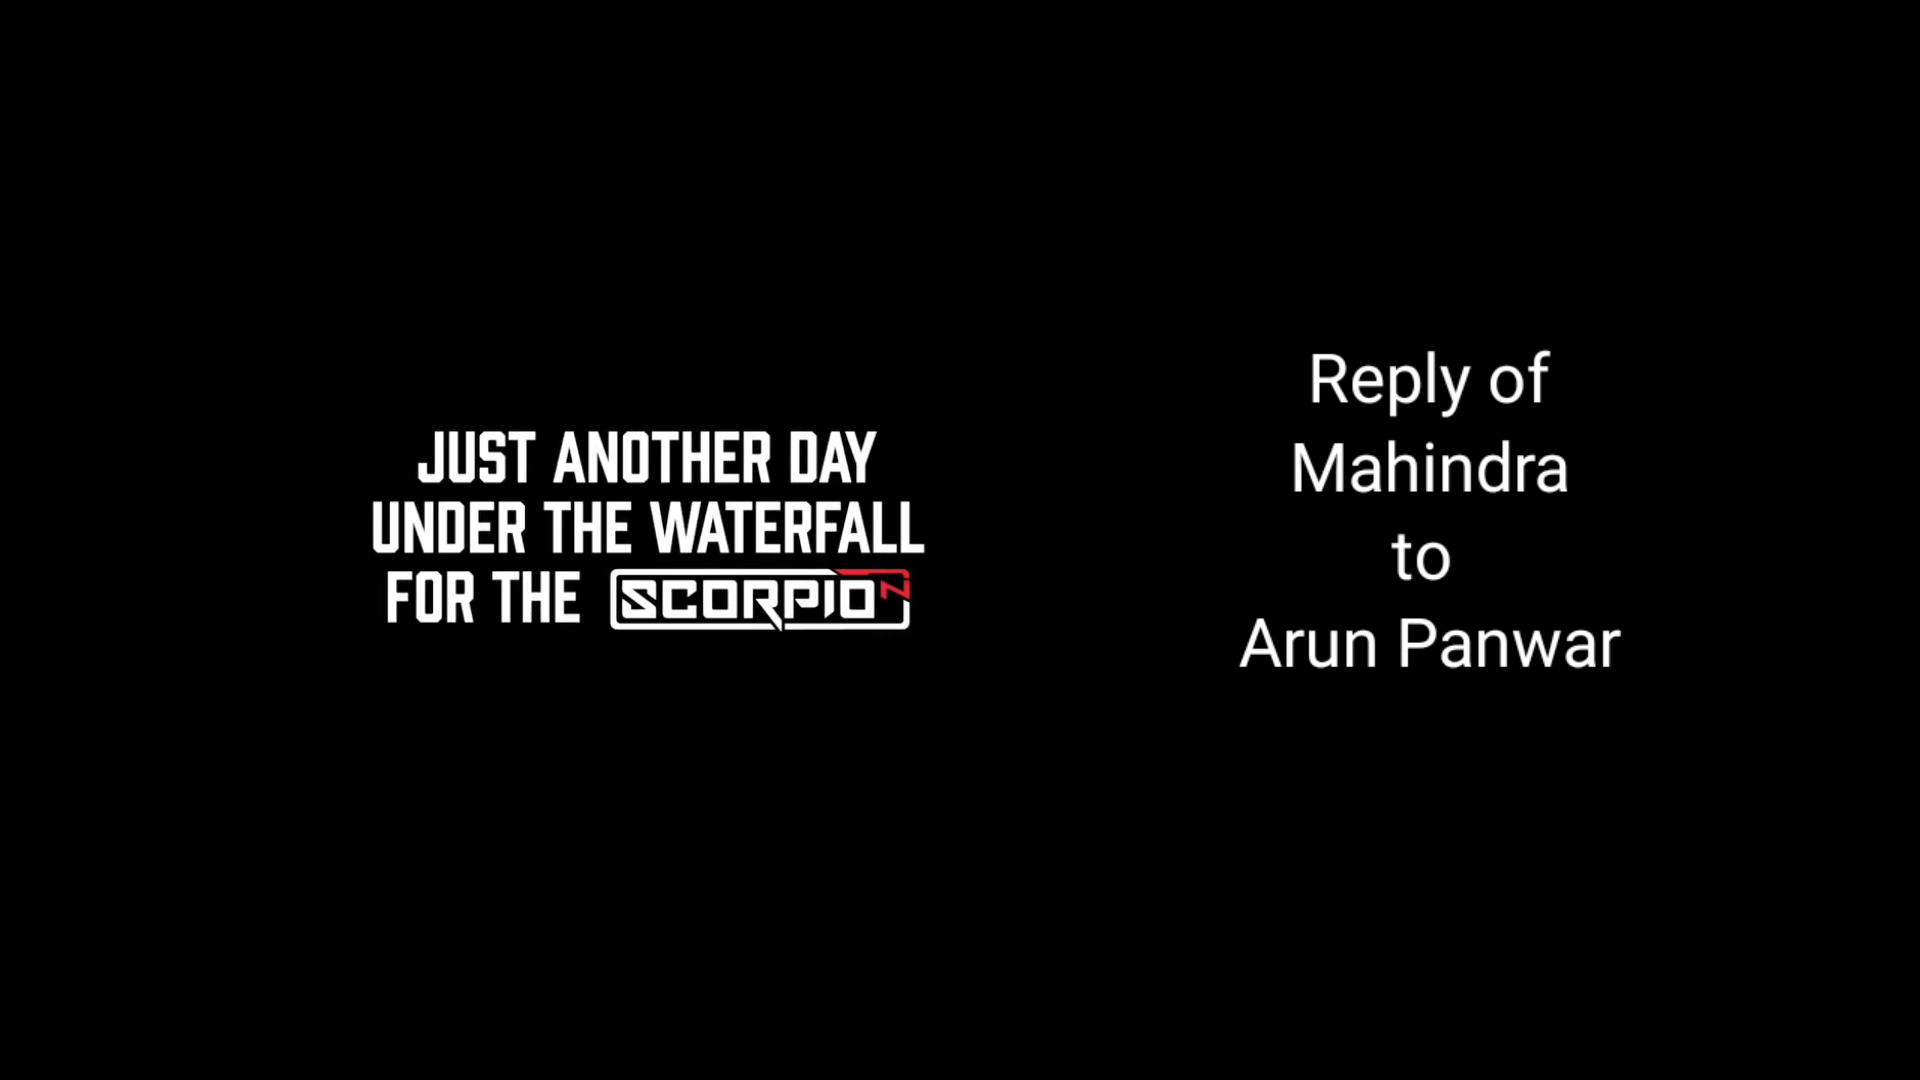 JUST ANOTHER DAY
UNDER THE WATERFALL
FOR THE SCORPIO N
Reply of
Mahindra
to
Arun Panwar